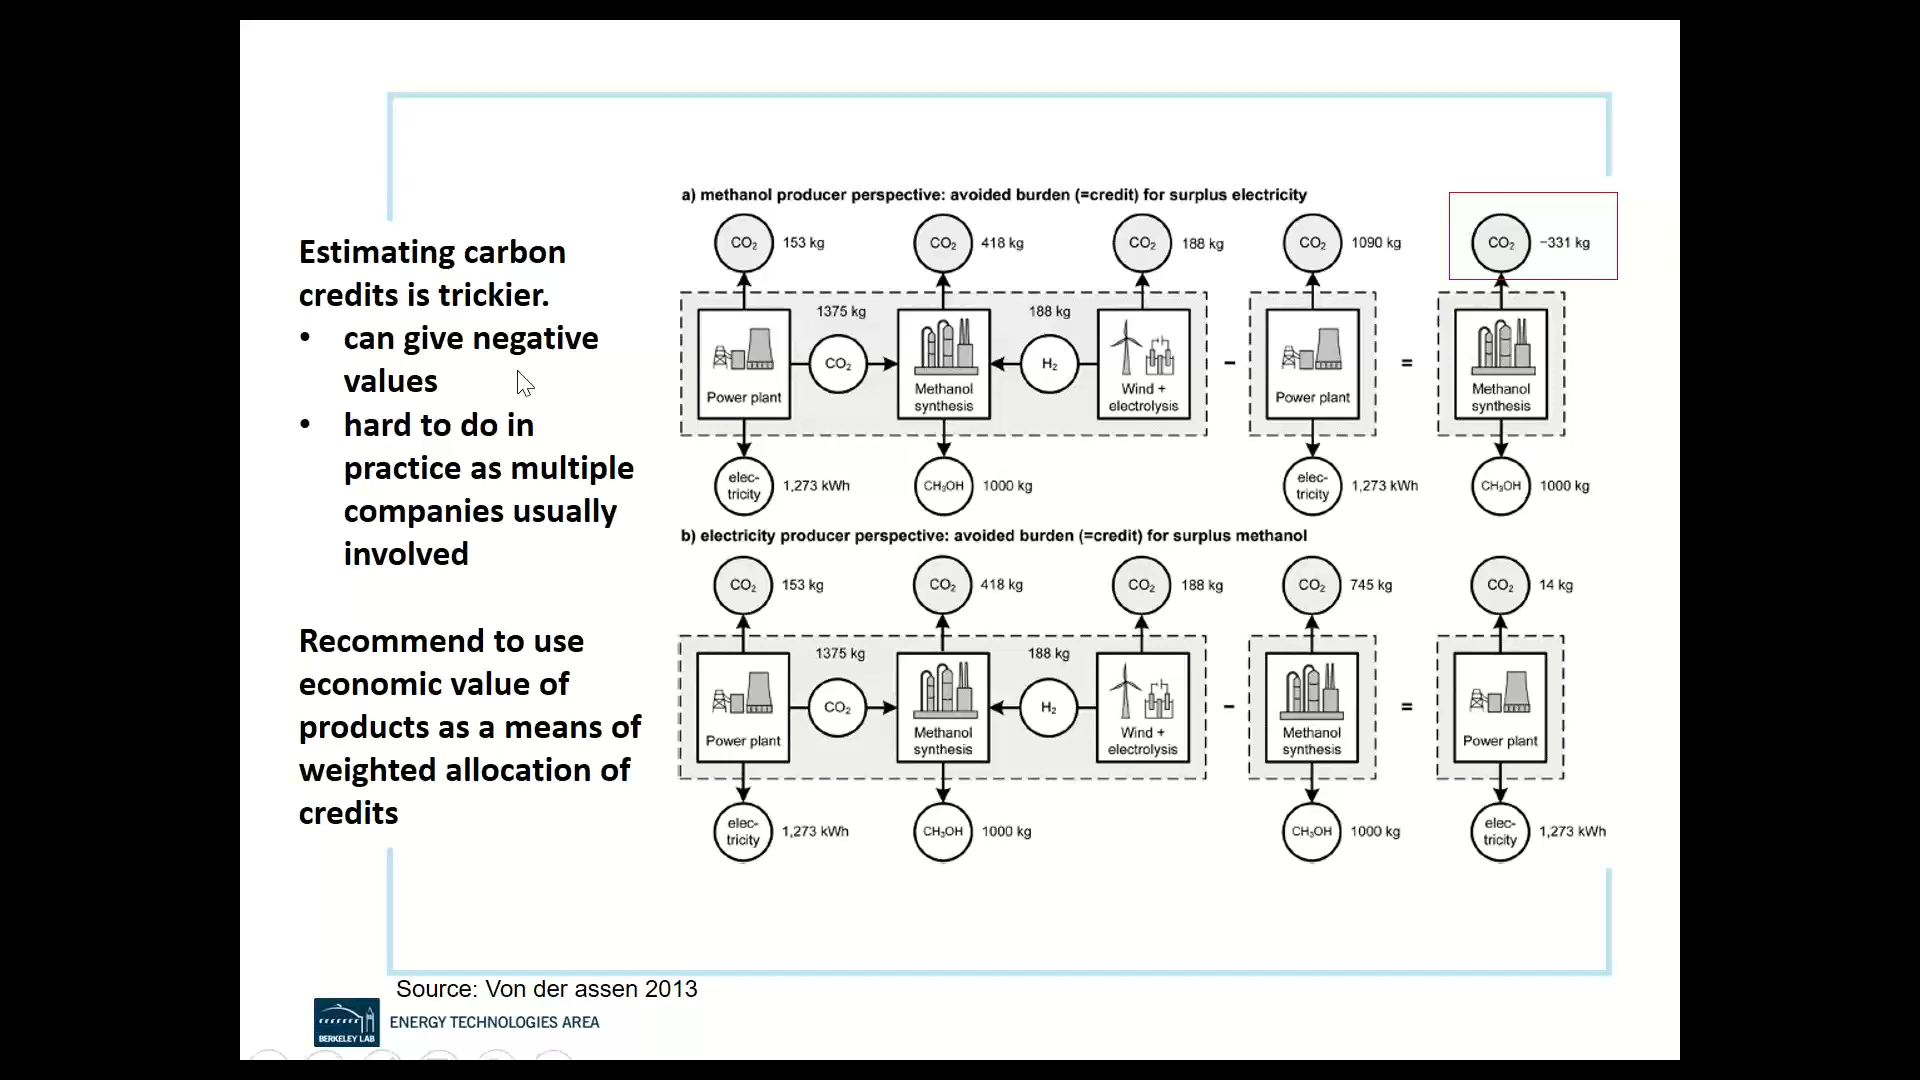 Estimating carbon
credits is trickier.
• can give negative
values
• hard to do in
practice as multiple
companies usually
involved
Recommend to use
economic value of
products as a means of
weighted allocation of
credits
a) methanol producer perspective: avoided burden (=credit) for surplus electricity
CO₂ 153 kg CO₂ 418 kg CO₂ 188 kg CO₂ 1090 kg CO₂ −331 kg
1375 kg 188 kg
CO₂ H₂ − =
Power plant
Methanol
synthesis
Wind +
electrolysis
Power plant
Methanol
synthesis
elec-
tricity
1,273 kWh
CH₃OH 1000 kg
elec-
tricity
1,273 kWh
CH₃OH 1000 kg
b) electricity producer perspective: avoided burden (=credit) for surplus methanol
CO₂ 153 kg CO₂ 418 kg CO₂ 188 kg CO₂ 745 kg CO₂ 14 kg
1375 kg 188 kg
CO₂ H₂ − =
Power plant
Methanol
synthesis
Wind +
electrolysis
Methanol
synthesis
Power plant
elec-
tricity
1,273 kWh
CH₃OH 1000 kg
CH₃OH 1000 kg
elec-
tricity
1,273 kWh
Source: Von der assen 2013
BERKELEY LAB
ENERGY TECHNOLOGIES AREA